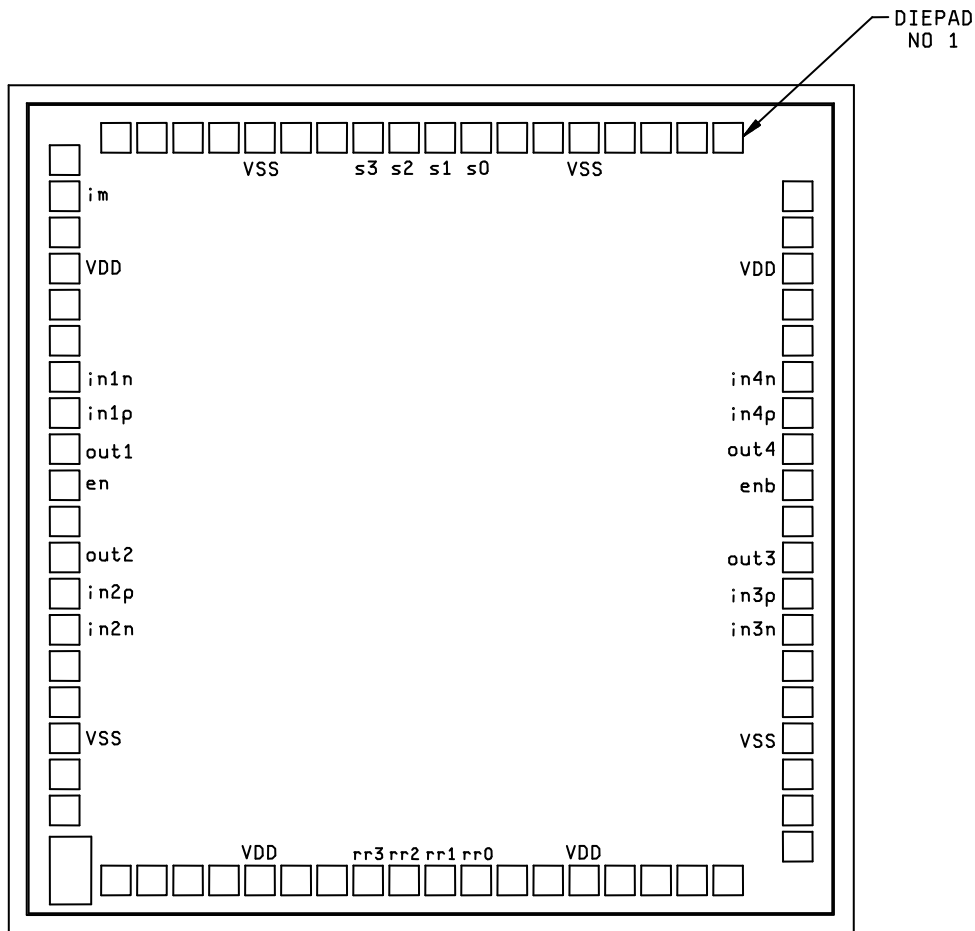 DIEPAD
NO 1
VSS s3 s2 s1 s0 VSS
im
VDD VDD
in1n in4n
in1p in4p
out1 out4
en enb
out2 out3
in2p in3p
in2n in3n
VSS VSS
VDD rr3 rr2 rr1 rr0 VDD